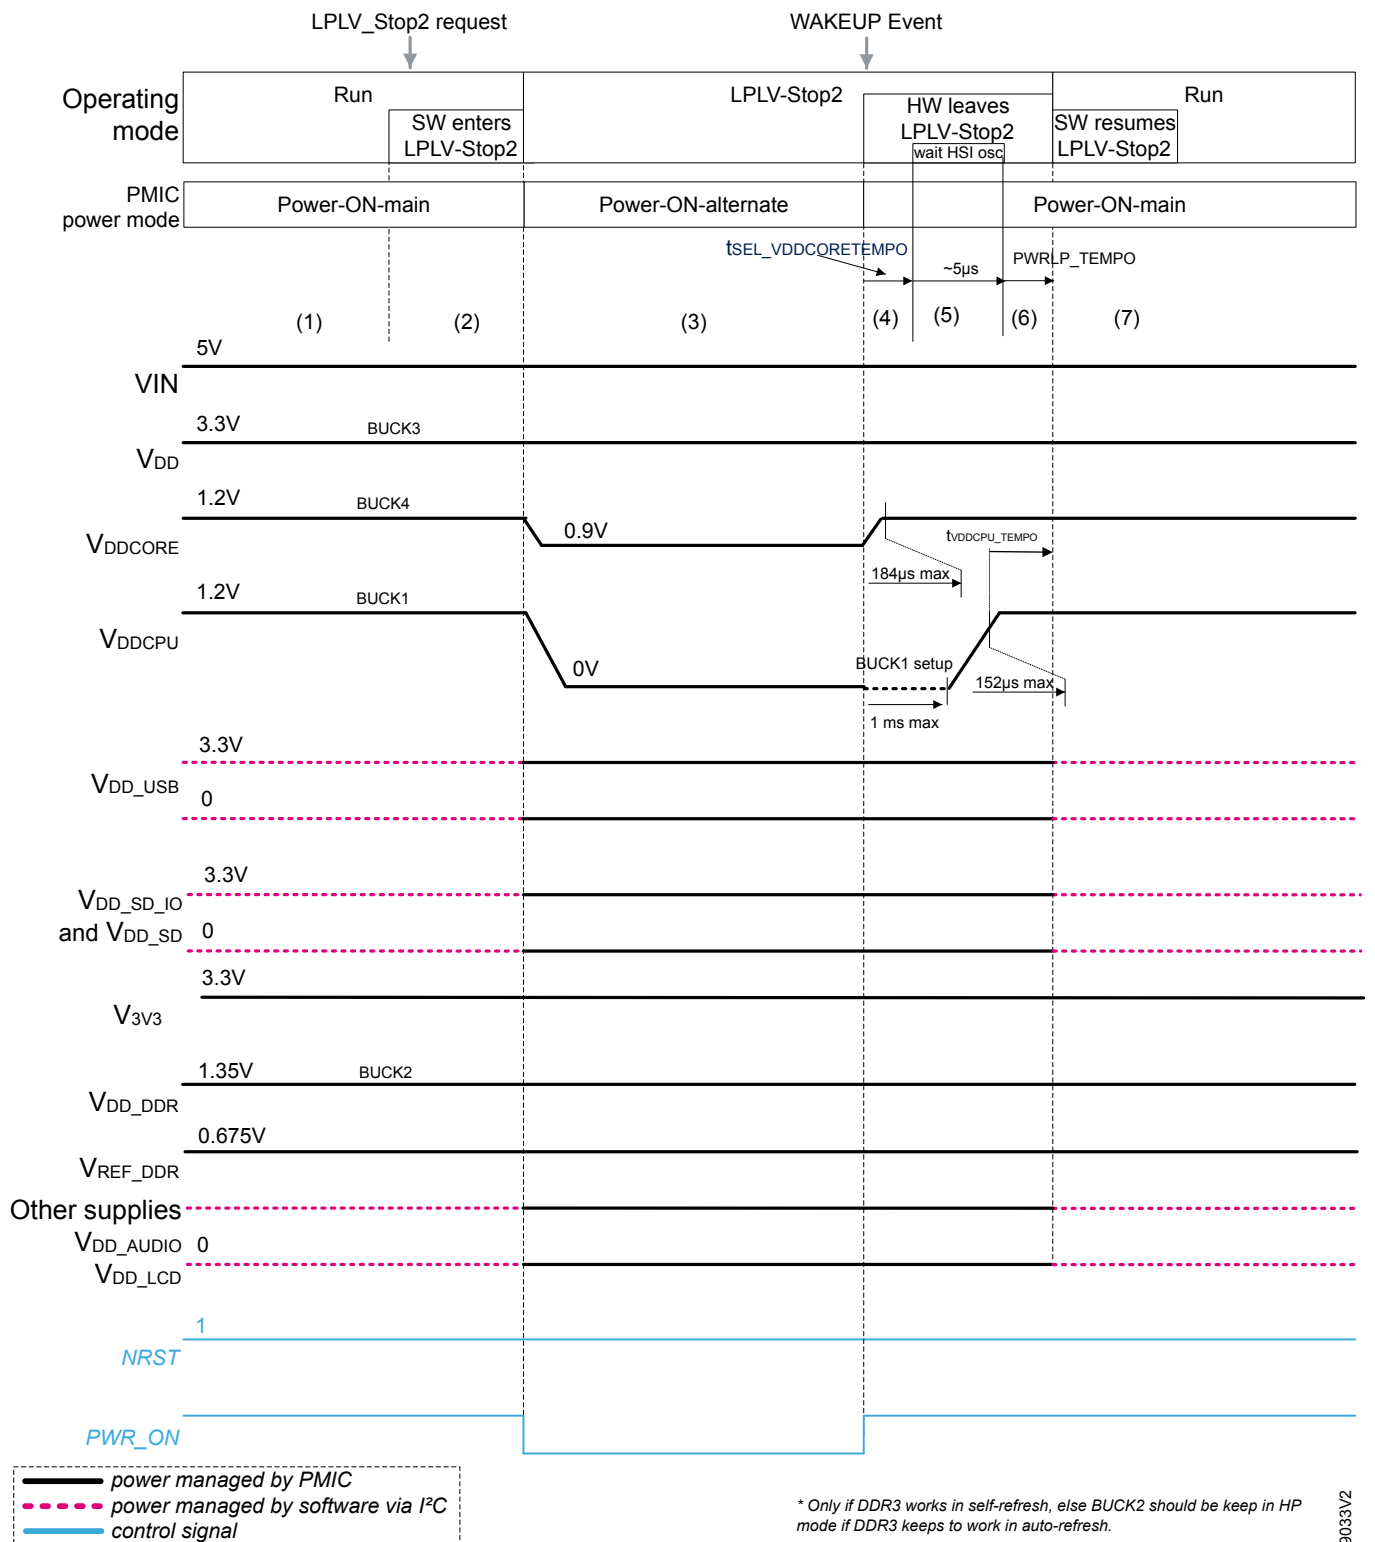 LPLV_Stop2 request
WAKEUP Event
Operating
mode
Run
SW enters
LPLV-Stop2
LPLV-Stop2
HW leaves
LPLV-Stop2
wait HSI osc
Run
SW resumes
LPLV-Stop2
PMIC
power mode
Power-ON-main
Power-ON-alternate
Power-ON-main
tSEL_VDDCORETEMPO
~5µs
PWRLP_TEMPO
(1)
(2)
(3)
(4)
(5)
(6)
(7)
5V
VIN
3.3V
BUCK3
VDD
1.2V
BUCK4
VDDCORE
0.9V
tVDDCPU_TEMPO
184µs max
1.2V
BUCK1
VDDCPU
0V
BUCK1 setup
152µs max
1 ms max
3.3V
VDD_USB
0
3.3V
VDD_SD_IO
and VDD_SD
0
3.3V
V3V3
1.35V
BUCK2
VDD_DDR
0.675V
VREF_DDR
Other supplies
VDD_AUDIO
0
VDD_LCD
1
NRST
PWR_ON
power managed by PMIC
power managed by software via I²C
control signal
* Only if DDR3 works in self-refresh, else BUCK2 should be keep in HP
mode if DDR3 keeps to work in auto-refresh.
9033V2